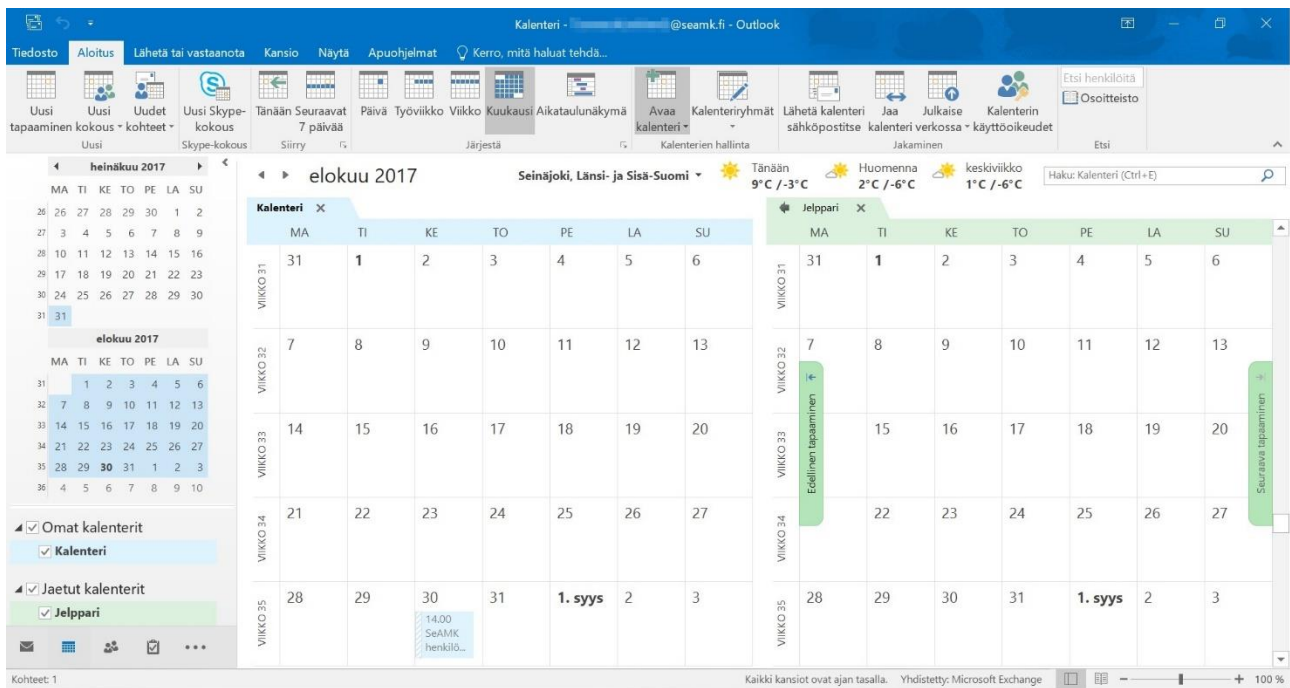 Kalenteri - @seamk.fi - Outlook
Tiedosto Aloitus Lähetä tai vastaanota Kansio Näytä Apuohjelmat Kerro, mitä haluat tehdä...
Uusi tapaaminen
Uusi kokous
Uudet kohteet
Uusi Skype-kokous
Tänään
Seuraavat 7 päivää
Päivä
Työviikko
Viikko
Kuukausi
Aikataulunäkymä
Avaa kalenteri
Kalenteriryhmät
Lähetä kalenteri sähköpostitse
Jaa kalenteri
Julkaise verkossa
Kalenterin käyttöoikeudet
Etsi henkilöitä
Osoitteisto
Uusi Skype-kokous Siirry Järjestä Kalenterien hallinta Jakaminen Etsi
heinäkuu 2017
MA TI KE TO PE LA SU
26 26 27 28 29 30 1 2
27 3 4 5 6 7 8 9
28 10 11 12 13 14 15 16
29 17 18 19 20 21 22 23
30 24 25 26 27 28 29 30
31 31
elokuu 2017
MA TI KE TO PE LA SU
31 1 2 3 4 5 6
32 7 8 9 10 11 12 13
33 14 15 16 17 18 19 20
34 21 22 23 24 25 26 27
35 28 29 30 31 1 2 3
36 4 5 6 7 8 9 10
Omat kalenterit
Kalenteri
Jaetut kalenterit
Jelppari
elokuu 2017
Seinäjoki, Länsi- ja Sisä-Suomi
Tänään
9°C /-3°C
Huomenna
2°C /-6°C
keskiviikko
1°C /-6°C
Haku: Kalenteri (Ctrl+E)
Kalenteri
MA TI KE TO PE LA SU
VIIKKO 31 31 1 2 3 4 5 6
VIIKKO 32 7 8 9 10 11 12 13
VIIKKO 33 14 15 16 17 18 19 20
VIIKKO 34 21 22 23 24 25 26 27
VIIKKO 35 28 29 30 31 1. syys 2 3
14.00
SeAMK
henkilö...
Jelppari
MA TI KE TO PE LA SU
VIIKKO 31 31 1 2 3 4 5 6
VIIKKO 32 7 8 9 10 11 12 13
VIIKKO 33 15 16 17 18 19 20
VIIKKO 34 22 23 24 25 26 27
VIIKKO 35 28 29 30 31 1. syys 2 3
Edellinen tapaaminen
Seuraava tapaaminen
Kohteet: 1
Kaikki kansiot ovat ajan tasalla. Yhdistetty: Microsoft Exchange 100 %